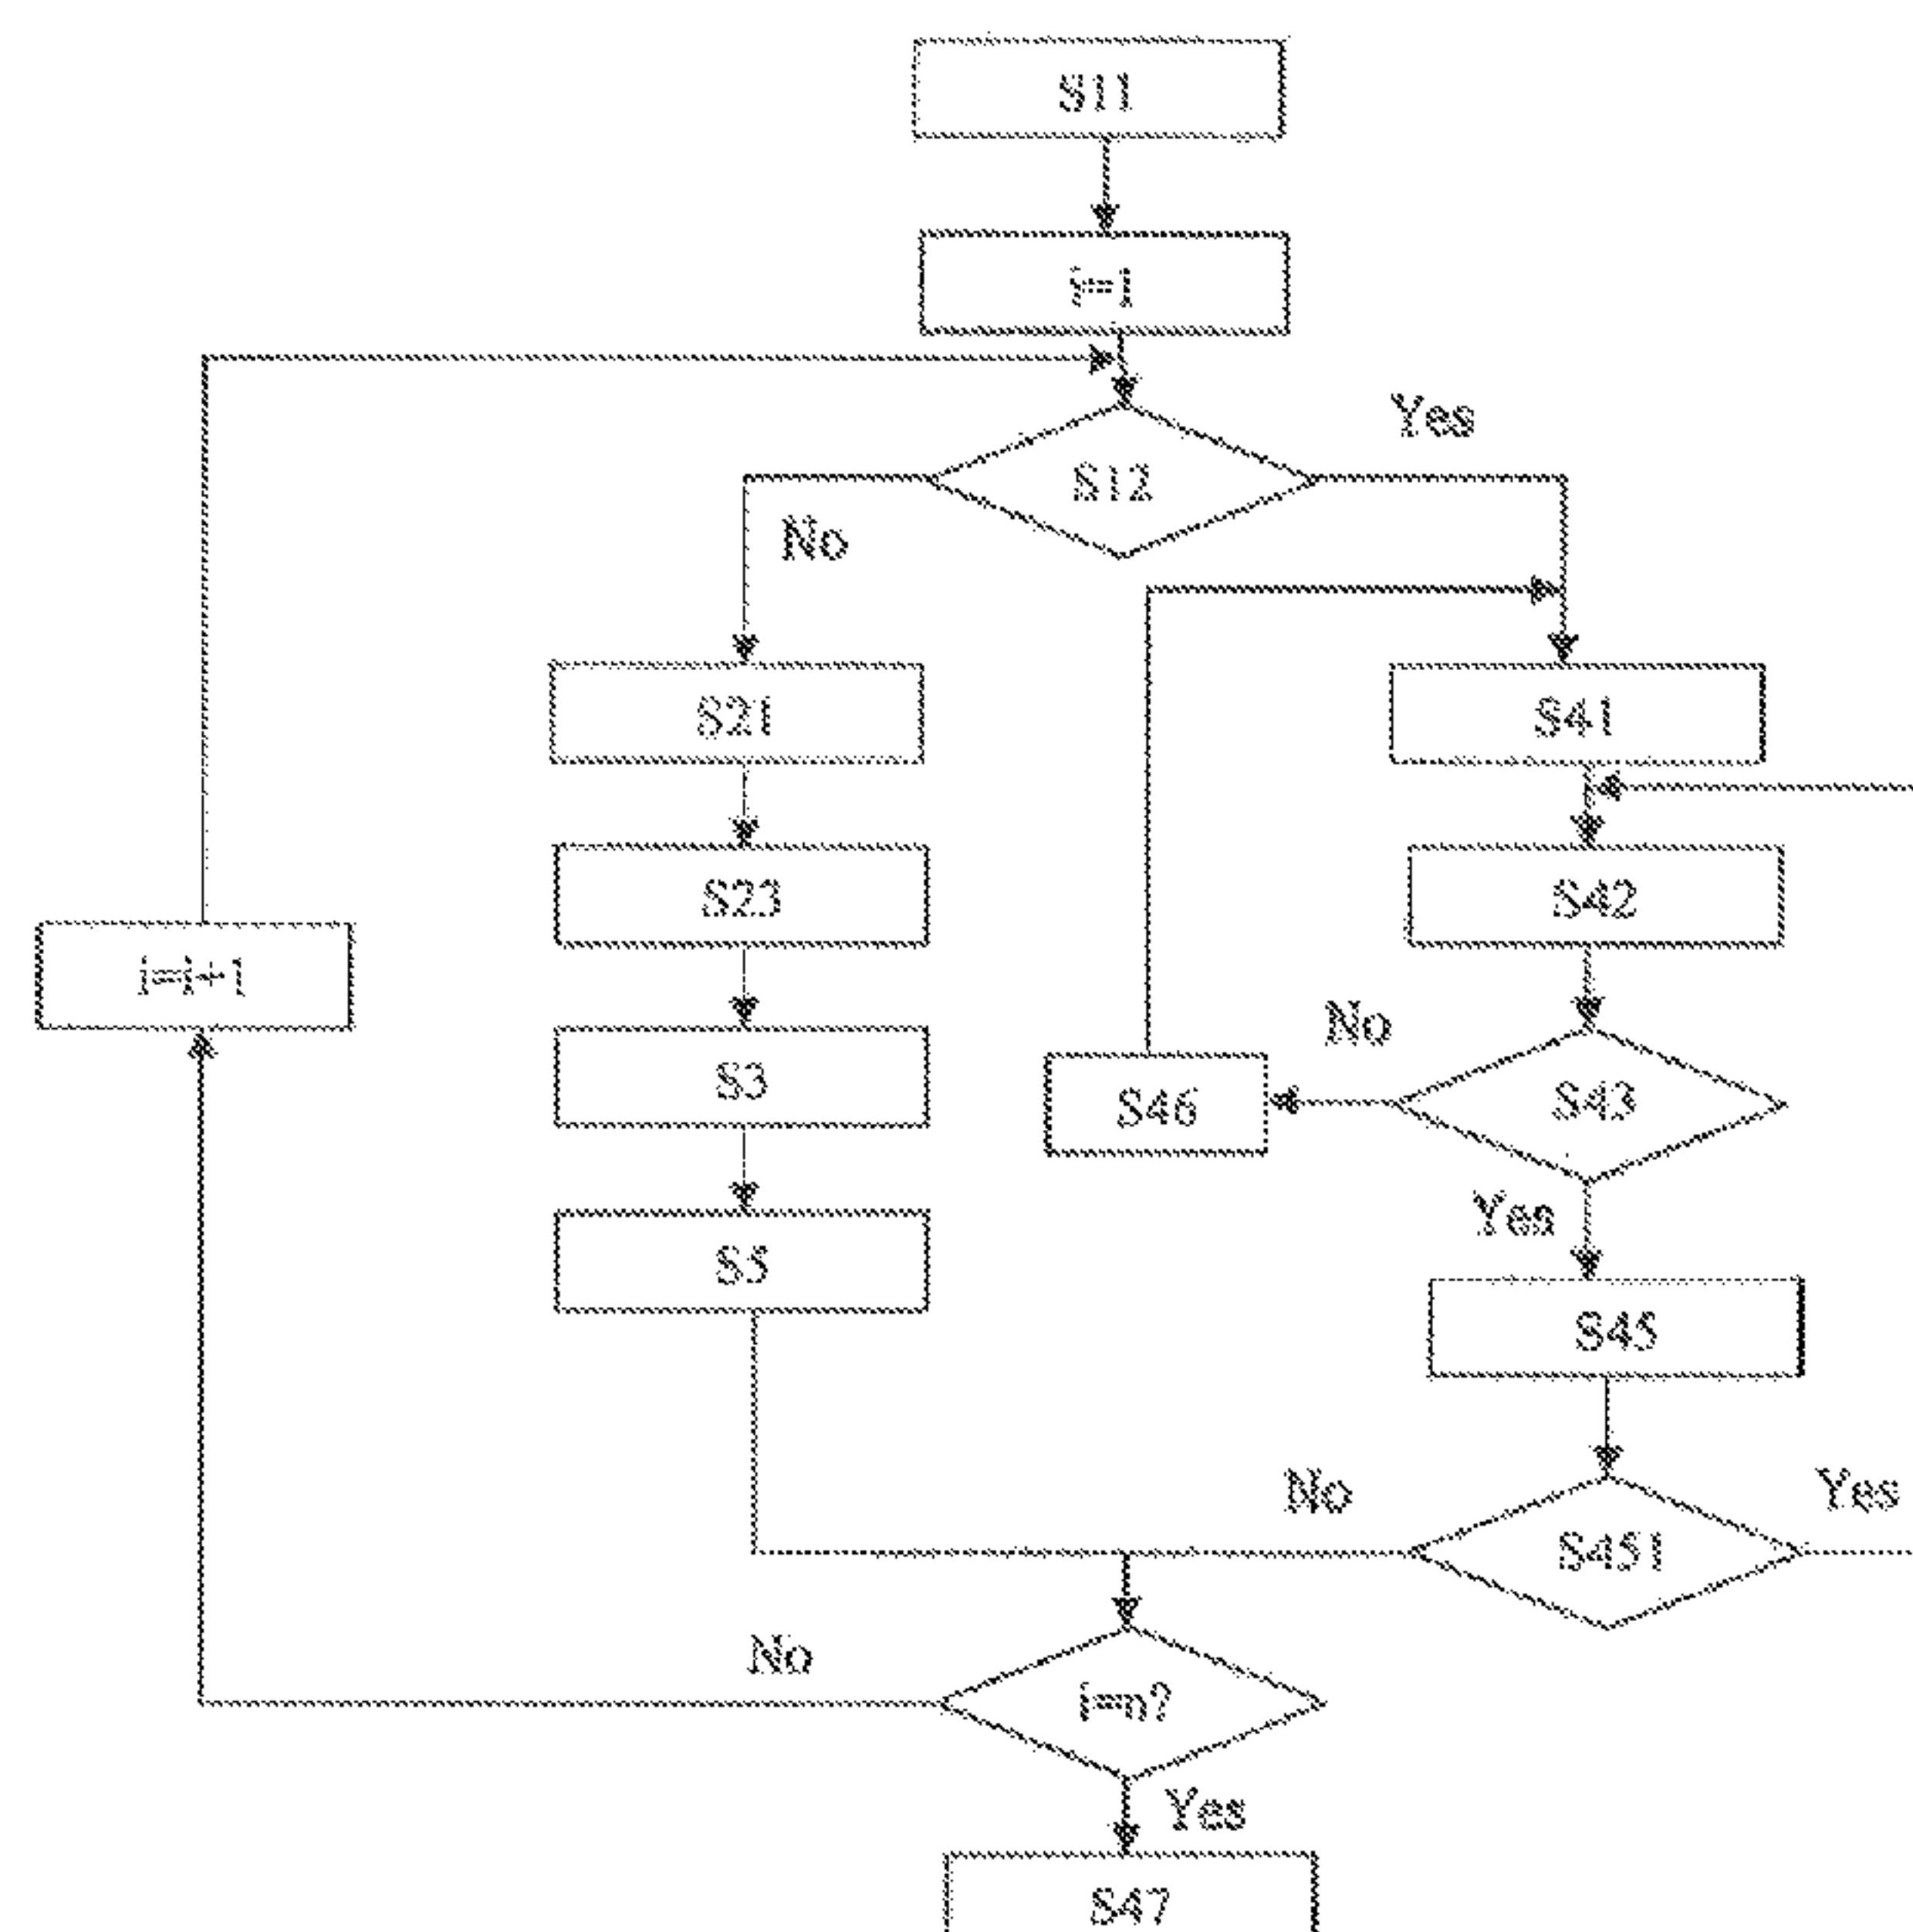 S11
i=1
Yes
S12
No
S21
S41
S23
S42
i=i+1
No
S3
S46
S43
Yes
S5
S45
No
Yes
S451
No
i=n?
Yes
S47